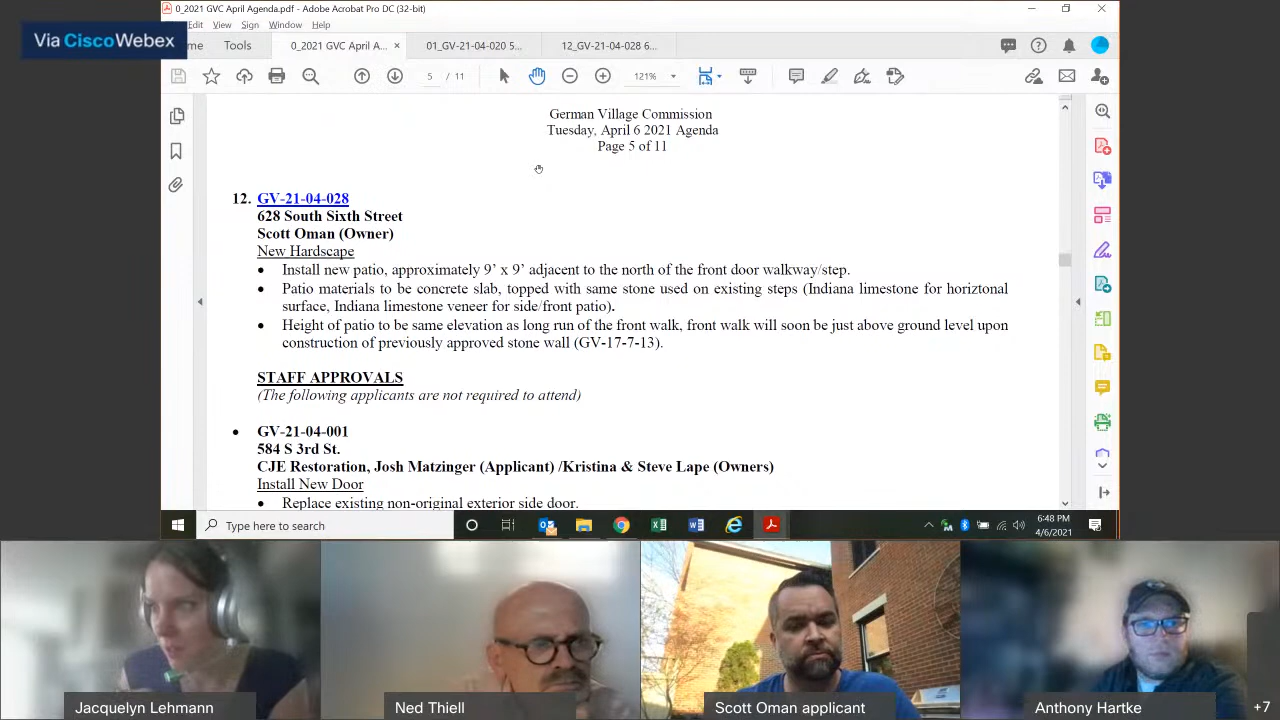 0_2021 GVC April Agenda.pdf - Adobe Acrobat Pro DC (32-bit)
Via Cisco Webex
View Sign Window Help
Tools
0_2021 GVC April A... ×
01_GV-21-04-020 5...
12_GV-21-04-028 6...
5 / 11
121%
German Village Commission
Tuesday, April 6 2021 Agenda
Page 5 of 11
12. GV-21-04-028
628 South Sixth Street
Scott Oman (Owner)
New Hardscape
• Install new patio, approximately 9’ x 9’ adjacent to the north of the front door walkway/step.
• Patio materials to be concrete slab, topped with same stone used on existing steps (Indiana limestone for horiztonal
surface, Indiana limestone veneer for side/front patio).
• Height of patio to be same elevation as long run of the front walk, front walk will soon be just above ground level upon
construction of previously approved stone wall (GV-17-7-13).
STAFF APPROVALS
(The following applicants are not required to attend)
• GV-21-04-001
584 S 3rd St.
CJE Restoration, Josh Matzinger (Applicant) /Kristina & Steve Lape (Owners)
Install New Door
• Replace existing non-original exterior side door.
Type here to search
6:48 PM
4/6/2021
Jacquelyn Lehmann
Ned Thiell
Scott Oman applicant
Anthony Hartke
+7